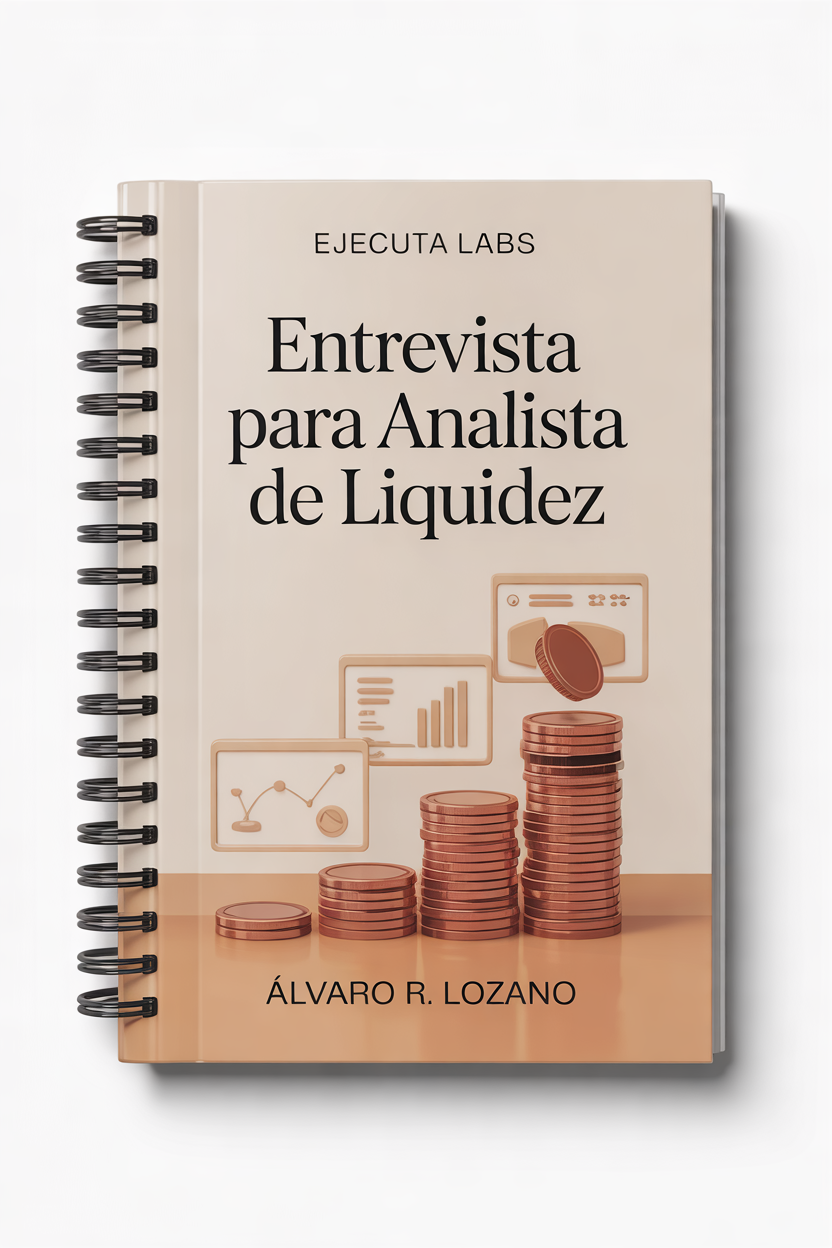 EJECUTA LABS
Entrevista
para Analista
de Liquidez
ÁLVARO R. LOZANO